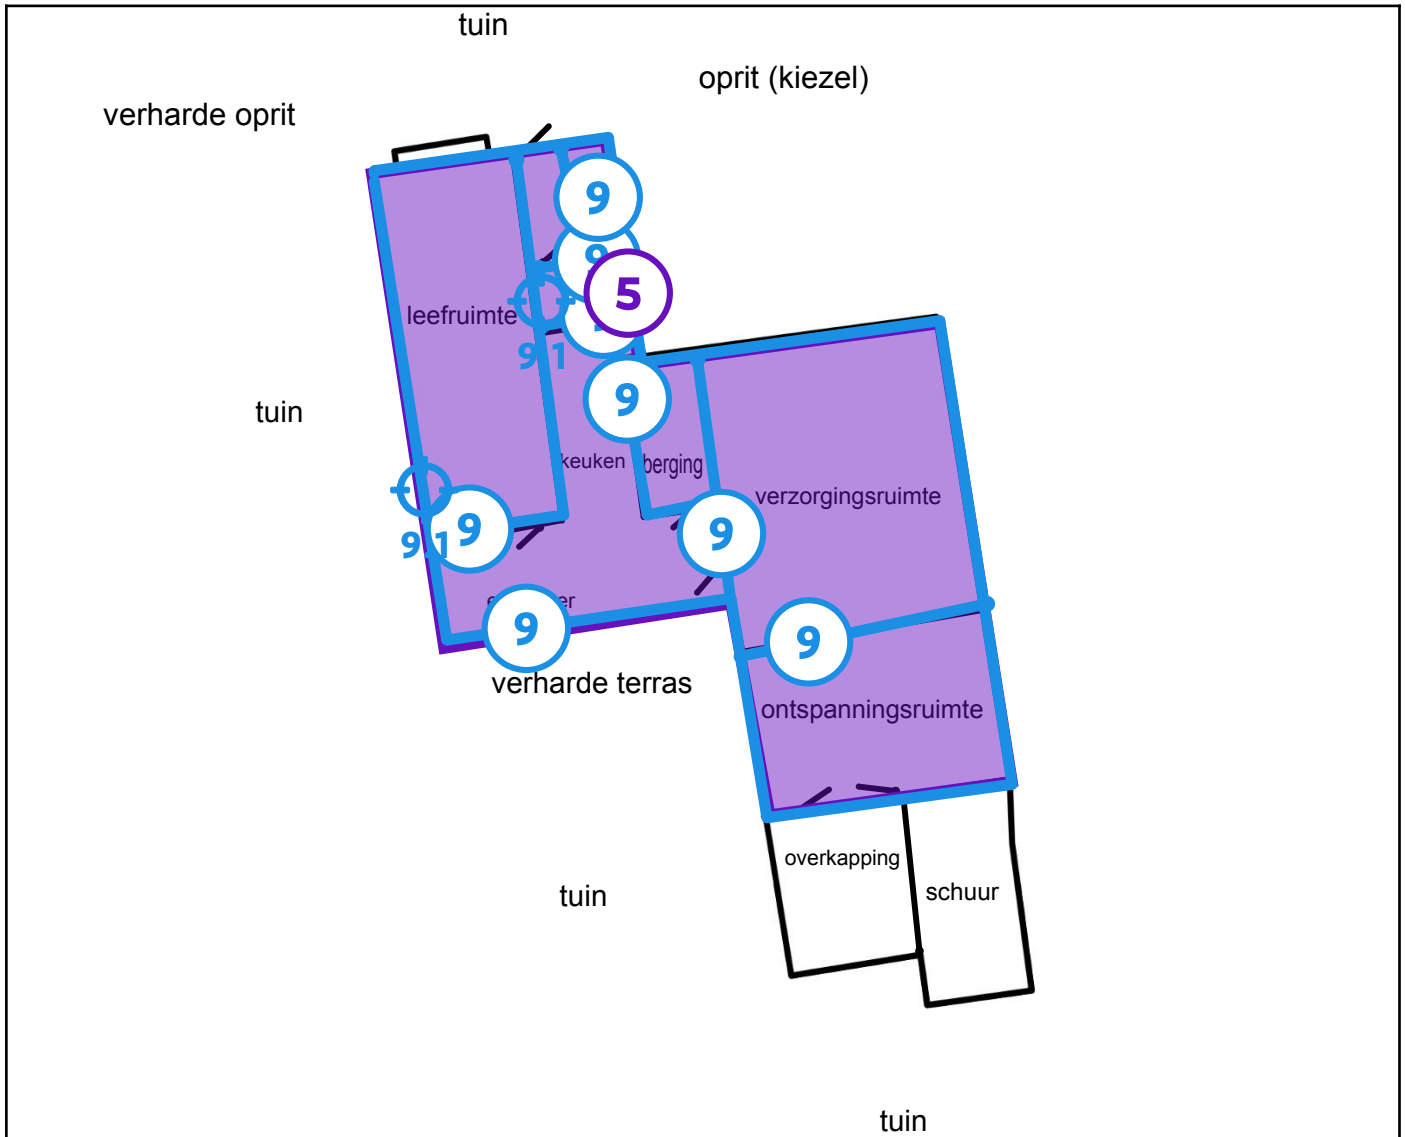 tuin
oprit (kiezel)
verharde oprit
9
9
5
leefruimte
9 1
9
tuin
keuken
berging
verzorgingsruimte
9
9
9 1
9
9
verharde terras
ontspanningsruimte
overkapping
schuur
tuin
tuin